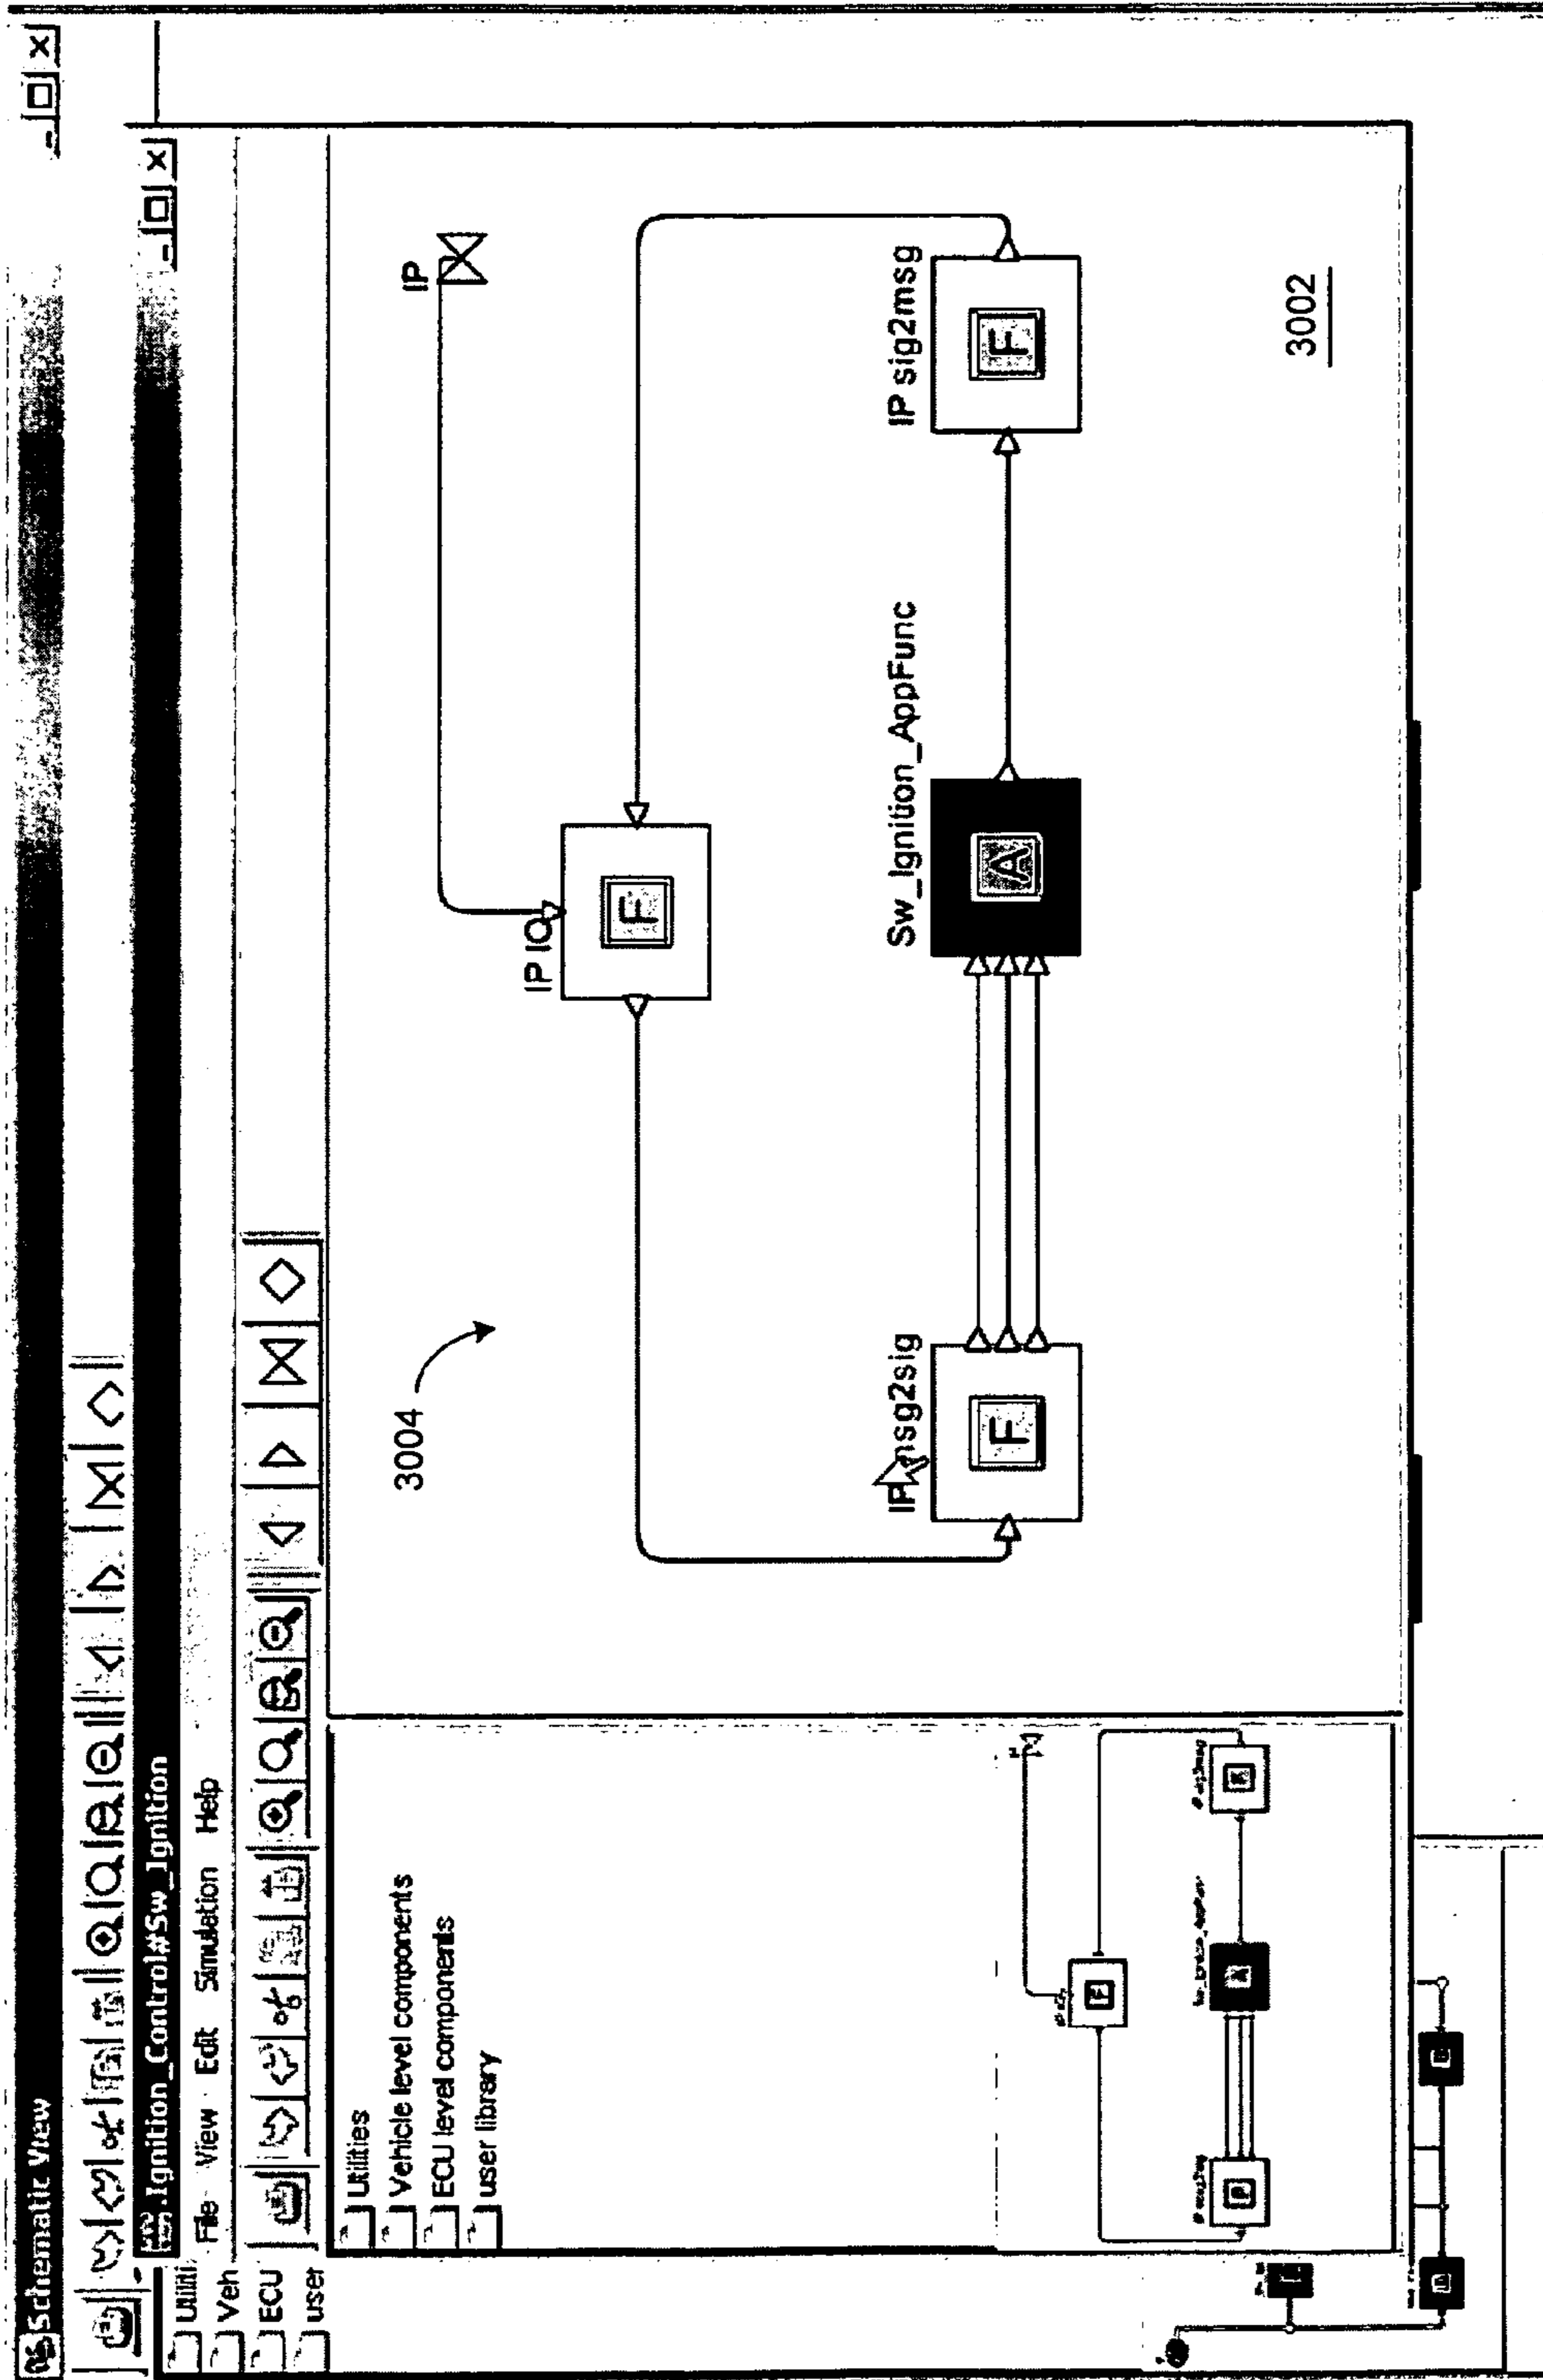 Schematic View
.Ignition_Control#Sw_Ignition
File View Edit Simulation Help
Utiliti
Veh
ECU
user
Utilities
Vehicle level components
ECU level components
user library
3004
IP
IP IO
IP nsg2sig
Sw_Ignition_AppFunc
IP sig2msg
F
F
A
F
3002